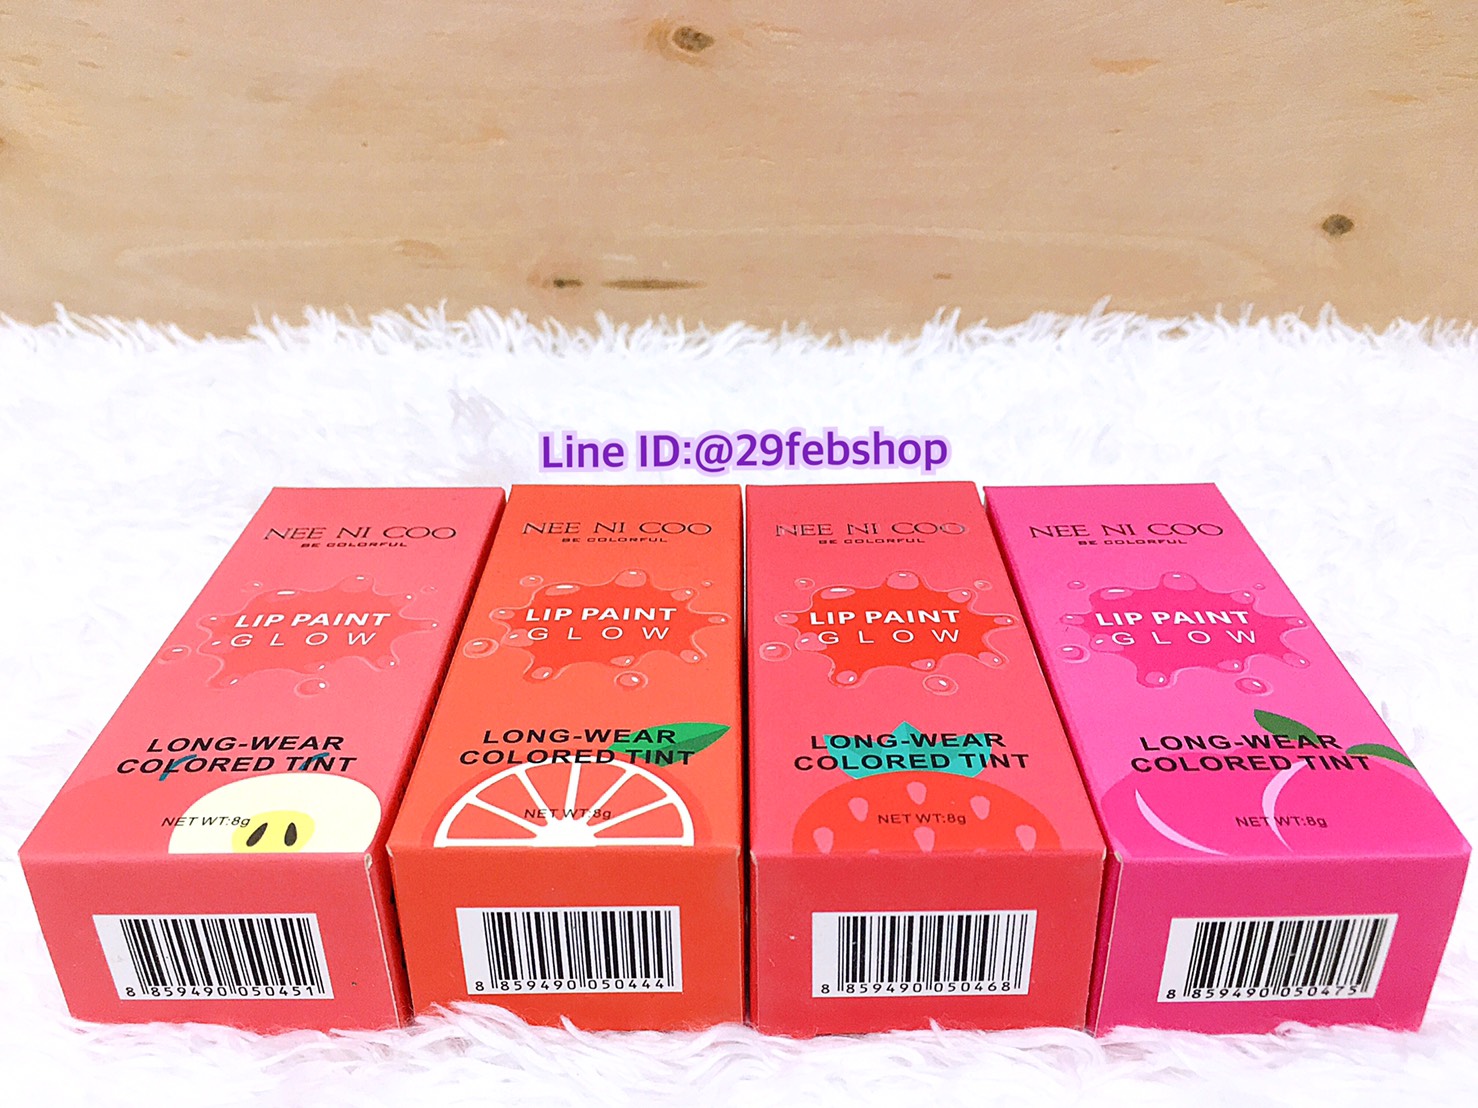 Line ID:@29febshop
NEE NI COO
BE COLORFUL
LIP PAINT
GLOW
LONG-WEAR
COLORED TINT
NET WT:8g
8 859490 050451
NEE NI COO
BE COLORFUL
LIP PAINT
GLOW
LONG-WEAR
COLORED TINT
NET WT:8g
8 859490 050444
NEE NI COO
BE COLORFUL
LIP PAINT
GLOW
LONG-WEAR
COLORED TINT
NET WT:8g
8 859490 050468
NEE NI COO
BE COLORFUL
LIP PAINT
GLOW
LONG-WEAR
COLORED TINT
NET WT:8g
8 859490 050475